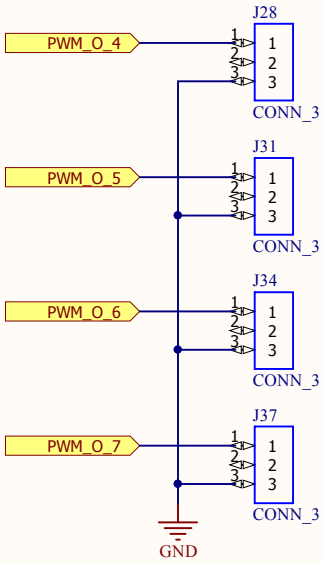 J28
PWM_O_4
1 1
2 2
3 3
CONN_3
J31
PWM_O_5
1 1
2 2
3 3
CONN_3
J34
PWM_O_6
1 1
2 2
3 3
CONN_3
J37
PWM_O_7
1 1
2 2
3 3
CONN_3
GND